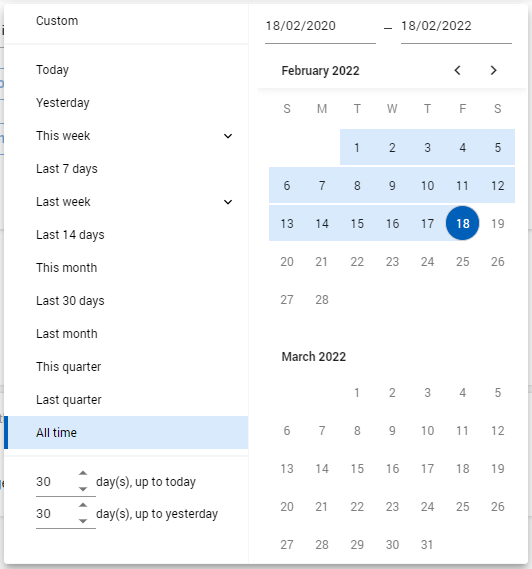 Custom
Today
Yesterday
This week
Last 7 days
Last week
Last 14 days
This month
Last 30 days
Last month
This quarter
Last quarter
All time
30 day(s), up to today
30 day(s), up to yesterday
18/02/2020 – 18/02/2022
February 2022
S M T W T F S
1 2 3 4 5
6 7 8 9 10 11 12
13 14 15 16 17 18 19
20 21 22 23 24 25 26
27 28
March 2022
1 2 3 4 5
6 7 8 9 10 11 12
13 14 15 16 17 18 19
20 21 22 23 24 25 26
27 28 29 30 31